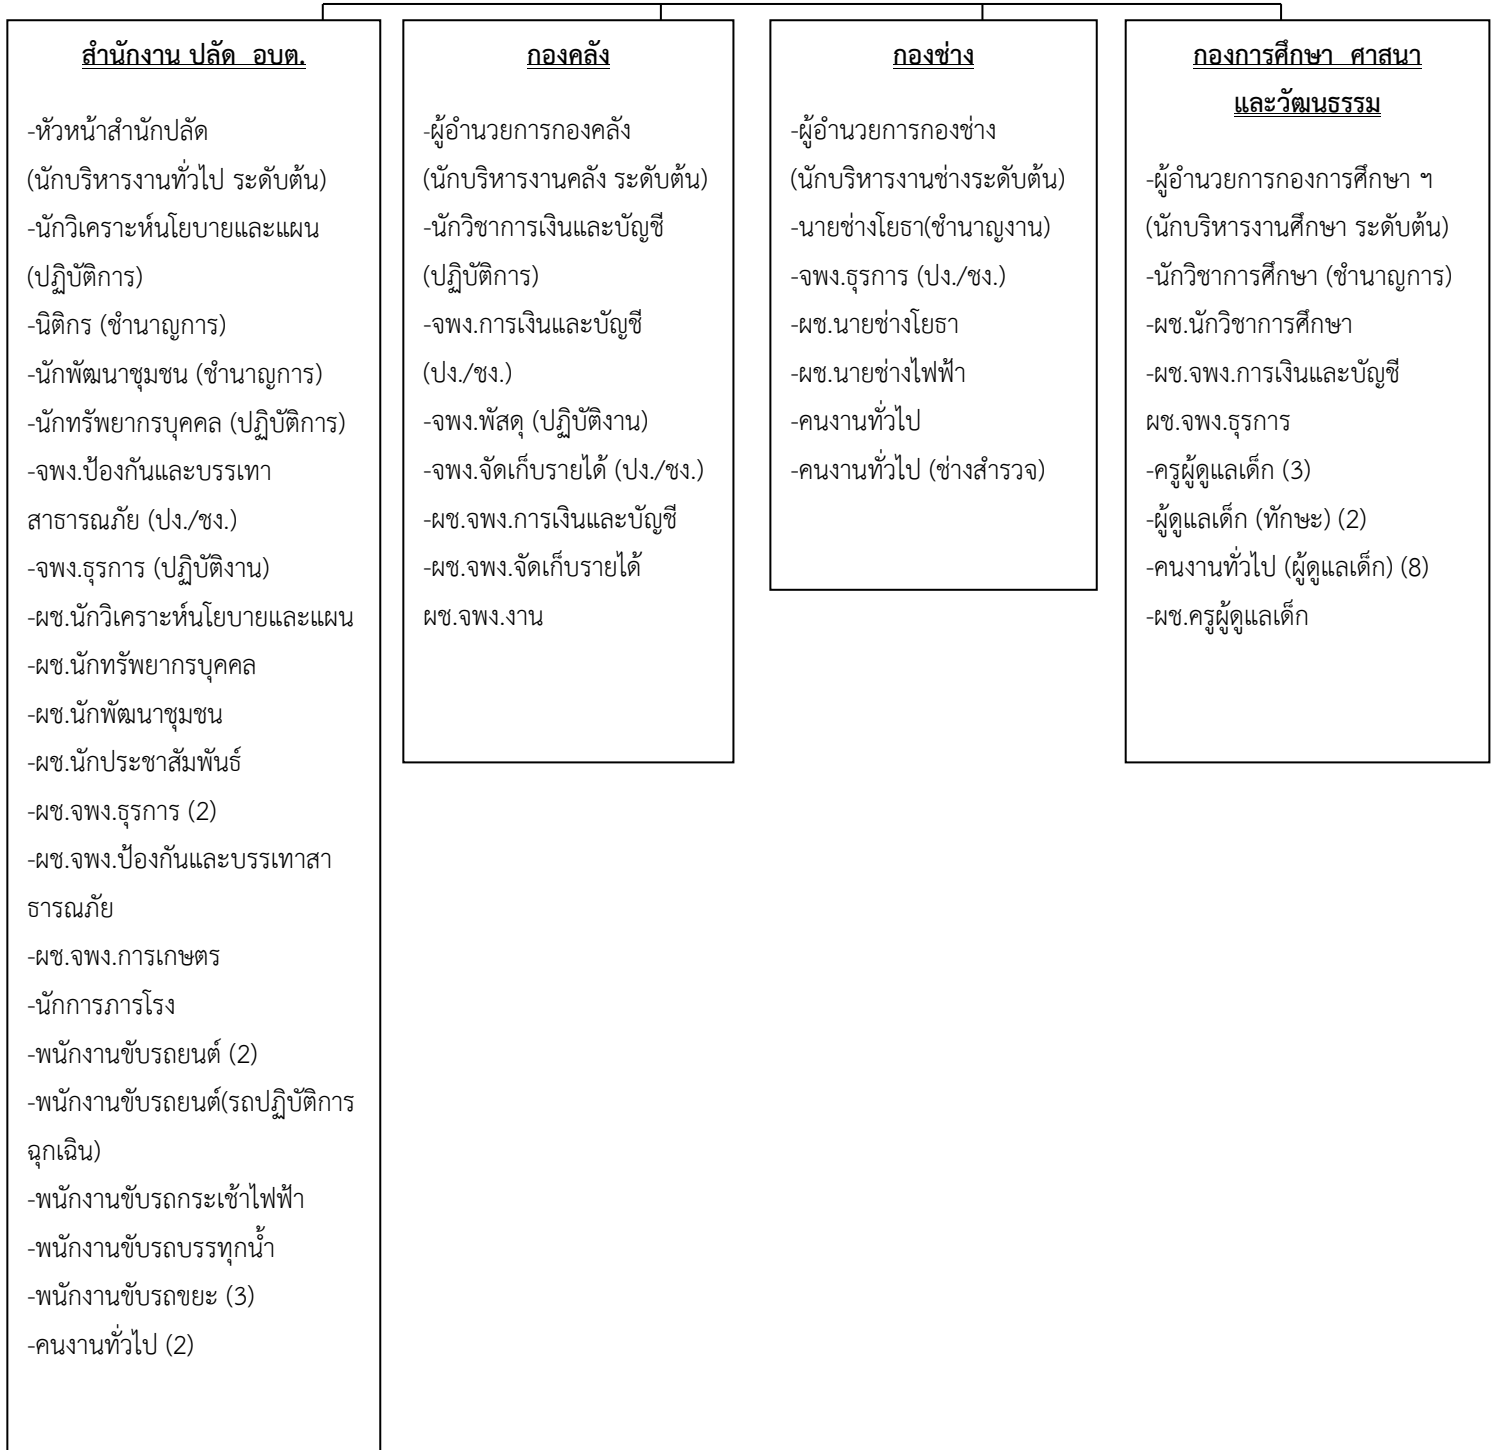 สำนักงาน ปลัด อบต.
-หัวหน้าสำนักปลัด
(นักบริหารงานทั่วไป ระดับต้น)
-นักวิเคราะห์นโยบายและแผน
(ปฏิบัติการ)
-นิติกร (ชำนาญการ)
-นักพัฒนาชุมชน (ชำนาญการ)
-นักทรัพยากรบุคคล (ปฏิบัติการ)
-จพง.ป้องกันและบรรเทา
สาธารณภัย (ปง./ชง.)
-จพง.ธุรการ (ปฏิบัติงาน)
-ผช.นักวิเคราะห์นโยบายและแผน
-ผช.นักทรัพยากรบุคคล
-ผช.นักพัฒนาชุมชน
-ผช.นักประชาสัมพันธ์
-ผช.จพง.ธุรการ (2)
-ผช.จพง.ป้องกันและบรรเทาสา
ธารณภัย
-ผช.จพง.การเกษตร
-นักการภารโรง
-พนักงานขับรถยนต์ (2)
-พนักงานขับรถยนต์(รถปฏิบัติการ
ฉุกเฉิน)
-พนักงานขับรถกระเช้าไฟฟ้า
-พนักงานขับรถบรรทุกน้ำ
-พนักงานขับรถขยะ (3)
-คนงานทั่วไป (2)
กองคลัง
-ผู้อำนวยการกองคลัง
(นักบริหารงานคลัง ระดับต้น)
-นักวิชาการเงินและบัญชี
(ปฏิบัติการ)
-จพง.การเงินและบัญชี
(ปง./ชง.)
-จพง.พัสดุ (ปฏิบัติงาน)
-จพง.จัดเก็บรายได้ (ปง./ชง.)
-ผช.จพง.การเงินและบัญชี
-ผช.จพง.จัดเก็บรายได้
ผช.จพง.งาน
กองช่าง
-ผู้อำนวยการกองช่าง
(นักบริหารงานช่างระดับต้น)
-นายช่างโยธา(ชำนาญงาน)
-จพง.ธุรการ (ปง./ชง.)
-ผช.นายช่างโยธา
-ผช.นายช่างไฟฟ้า
-คนงานทั่วไป
-คนงานทั่วไป (ช่างสำรวจ)
กองการศึกษา ศาสนา
และวัฒนธรรม
-ผู้อำนวยการกองการศึกษา ฯ
(นักบริหารงานศึกษา ระดับต้น)
-นักวิชาการศึกษา (ชำนาญการ)
-ผช.นักวิชาการศึกษา
-ผช.จพง.การเงินและบัญชี
ผช.จพง.ธุรการ
-ครูผู้ดูแลเด็ก (3)
-ผู้ดูแลเด็ก (ทักษะ) (2)
-คนงานทั่วไป (ผู้ดูแลเด็ก) (8)
-ผช.ครูผู้ดูแลเด็ก